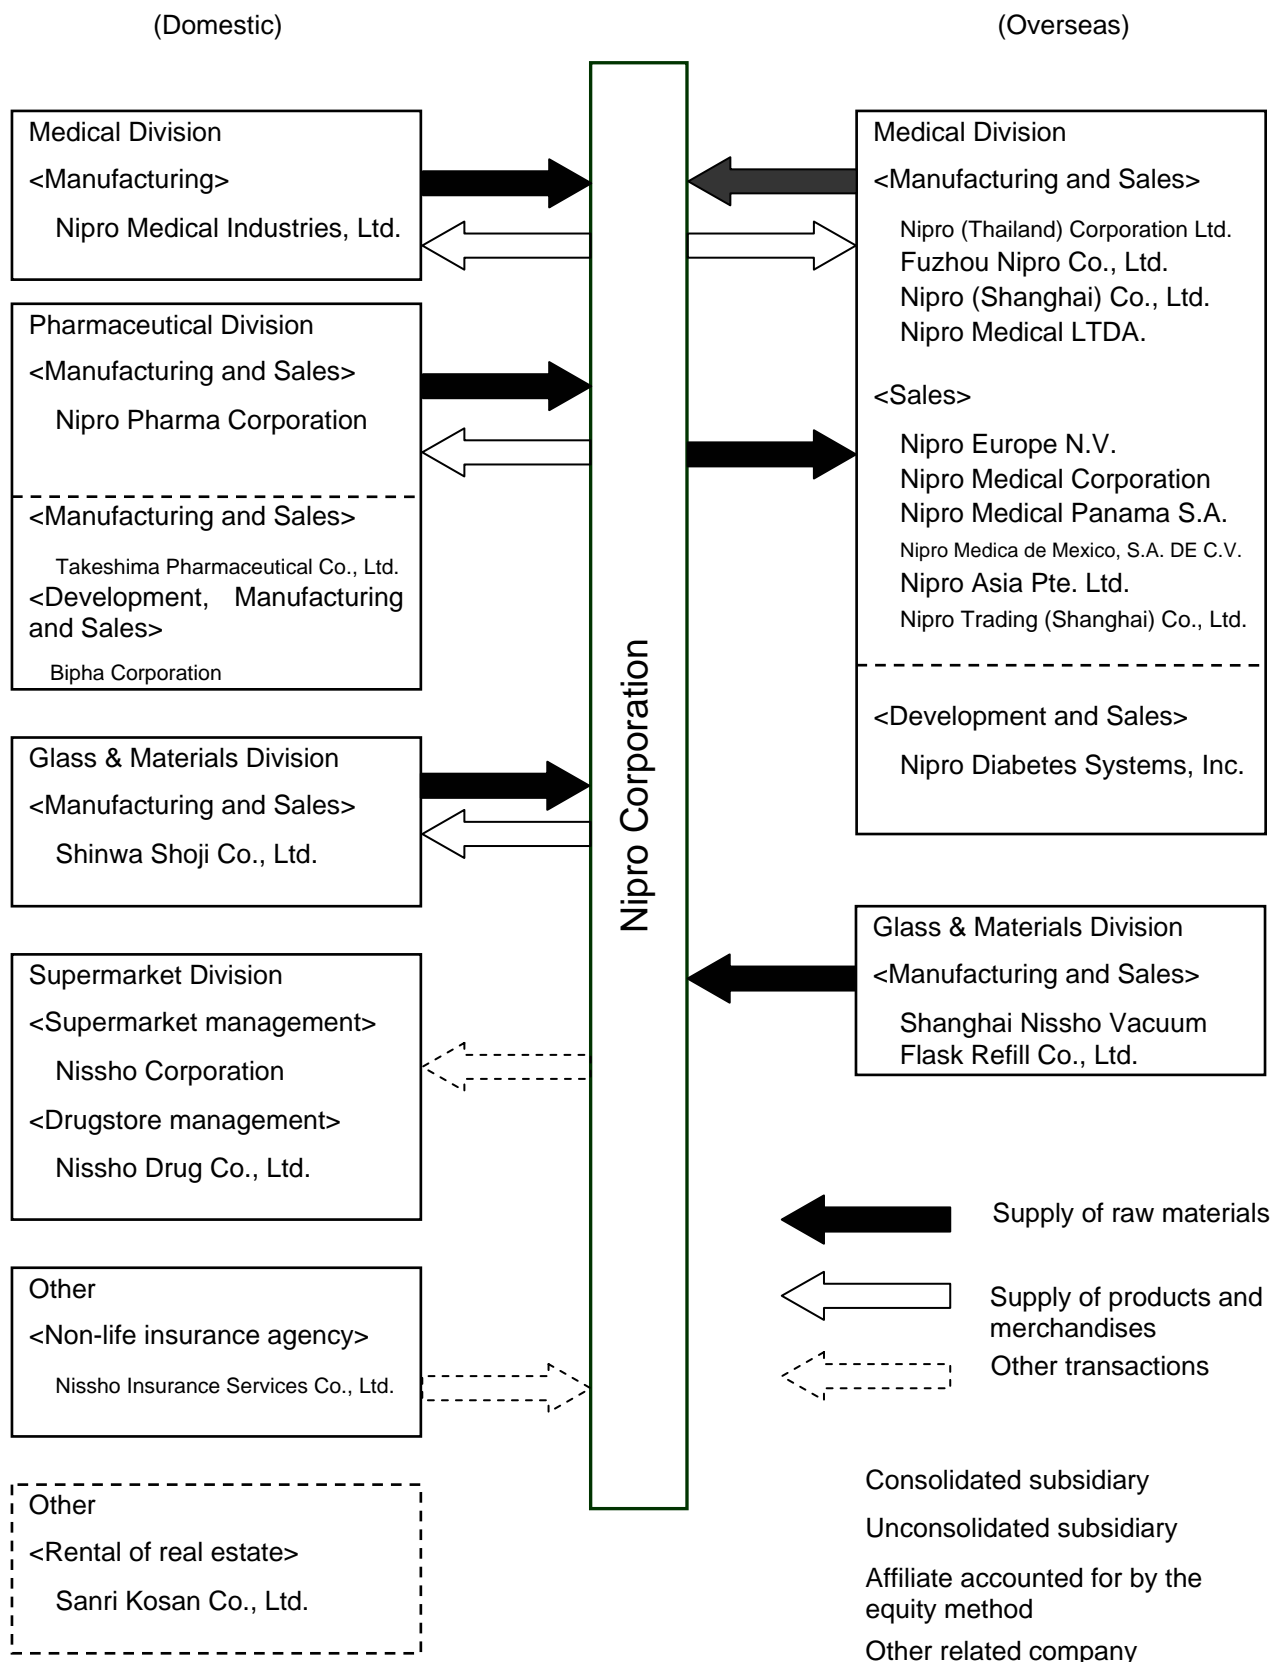 (Domestic)
(Overseas)
Medical Division
<Manufacturing>
Nipro Medical Industries, Ltd.
Pharmaceutical Division
<Manufacturing and Sales>
Nipro Pharma Corporation
<Manufacturing and Sales>
Takeshima Pharmaceutical Co., Ltd.
<Development, Manufacturing
and Sales>
Bipha Corporation
Glass & Materials Division
<Manufacturing and Sales>
Shinwa Shoji Co., Ltd.
Supermarket Division
<Supermarket management>
Nissho Corporation
<Drugstore management>
Nissho Drug Co., Ltd.
Other
<Non-life insurance agency>
Nissho Insurance Services Co., Ltd.
Other
<Rental of real estate>
Sanri Kosan Co., Ltd.
Nipro Corporation
Medical Division
<Manufacturing and Sales>
Nipro (Thailand) Corporation Ltd.
Fuzhou Nipro Co., Ltd.
Nipro (Shanghai) Co., Ltd.
Nipro Medical LTDA.
<Sales>
Nipro Europe N.V.
Nipro Medical Corporation
Nipro Medical Panama S.A.
Nipro Medica de Mexico, S.A. DE C.V.
Nipro Asia Pte. Ltd.
Nipro Trading (Shanghai) Co., Ltd.
<Development and Sales>
Nipro Diabetes Systems, Inc.
Glass & Materials Division
<Manufacturing and Sales>
Shanghai Nissho Vacuum
Flask Refill Co., Ltd.
Supply of raw materials
Supply of products and
merchandises
Other transactions
Consolidated subsidiary
Unconsolidated subsidiary
Affiliate accounted for by the
equity method
Other related company